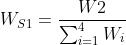 W_{S1} = \frac{W2}{\sum_{i=1}^{4} W_i}